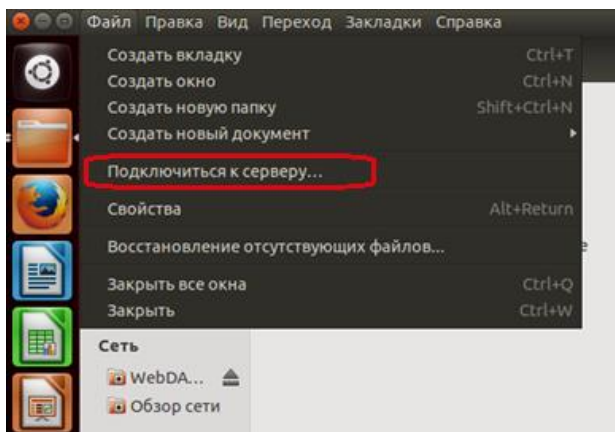 Файл Правка Вид Переход Закладки Справка
Создать вкладку Ctrl+T
Создать окно Ctrl+N
Создать новую папку Shift+Ctrl+N
Создать новый документ
Подключиться к серверу...
Свойства Alt+Return
Восстановление отсутствующих файлов...
Закрыть все окна Ctrl+Q
Закрыть Ctrl+W
Сеть
WebDA...
Обзор сети